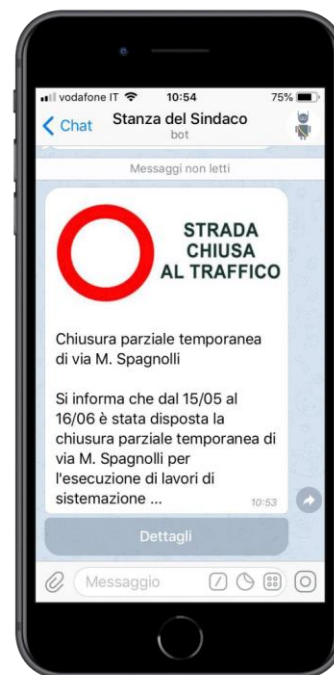 vodafone IT
10:54
75%
Chat
Stanza del Sindaco
bot
Messaggi non letti
STRADA
CHIUSA
AL TRAFFICO
Chiusura parziale temporanea
di via M. Spagnolli
Si informa che dal 15/05 al
16/06 è stata disposta la
chiusura parziale temporanea di
via M. Spagnolli per
l'esecuzione di lavori di
sistemazione ...
10:53
Dettagli
Messaggio